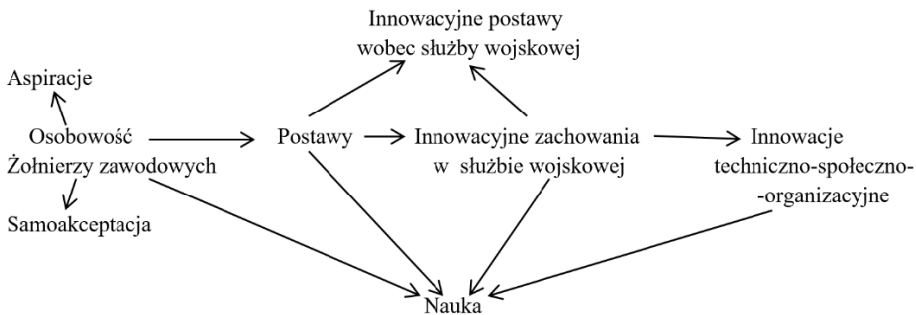 Innowacyjne postawy
wobec służby wojskowej
Aspiracje
Osobowość
Żołnierzy zawodowych
Postawy
Innowacyjne zachowania
w służbie wojskowej
Innowacje
techniczno-społeczno-
-organizacyjne
Samoakceptacja
Nauka